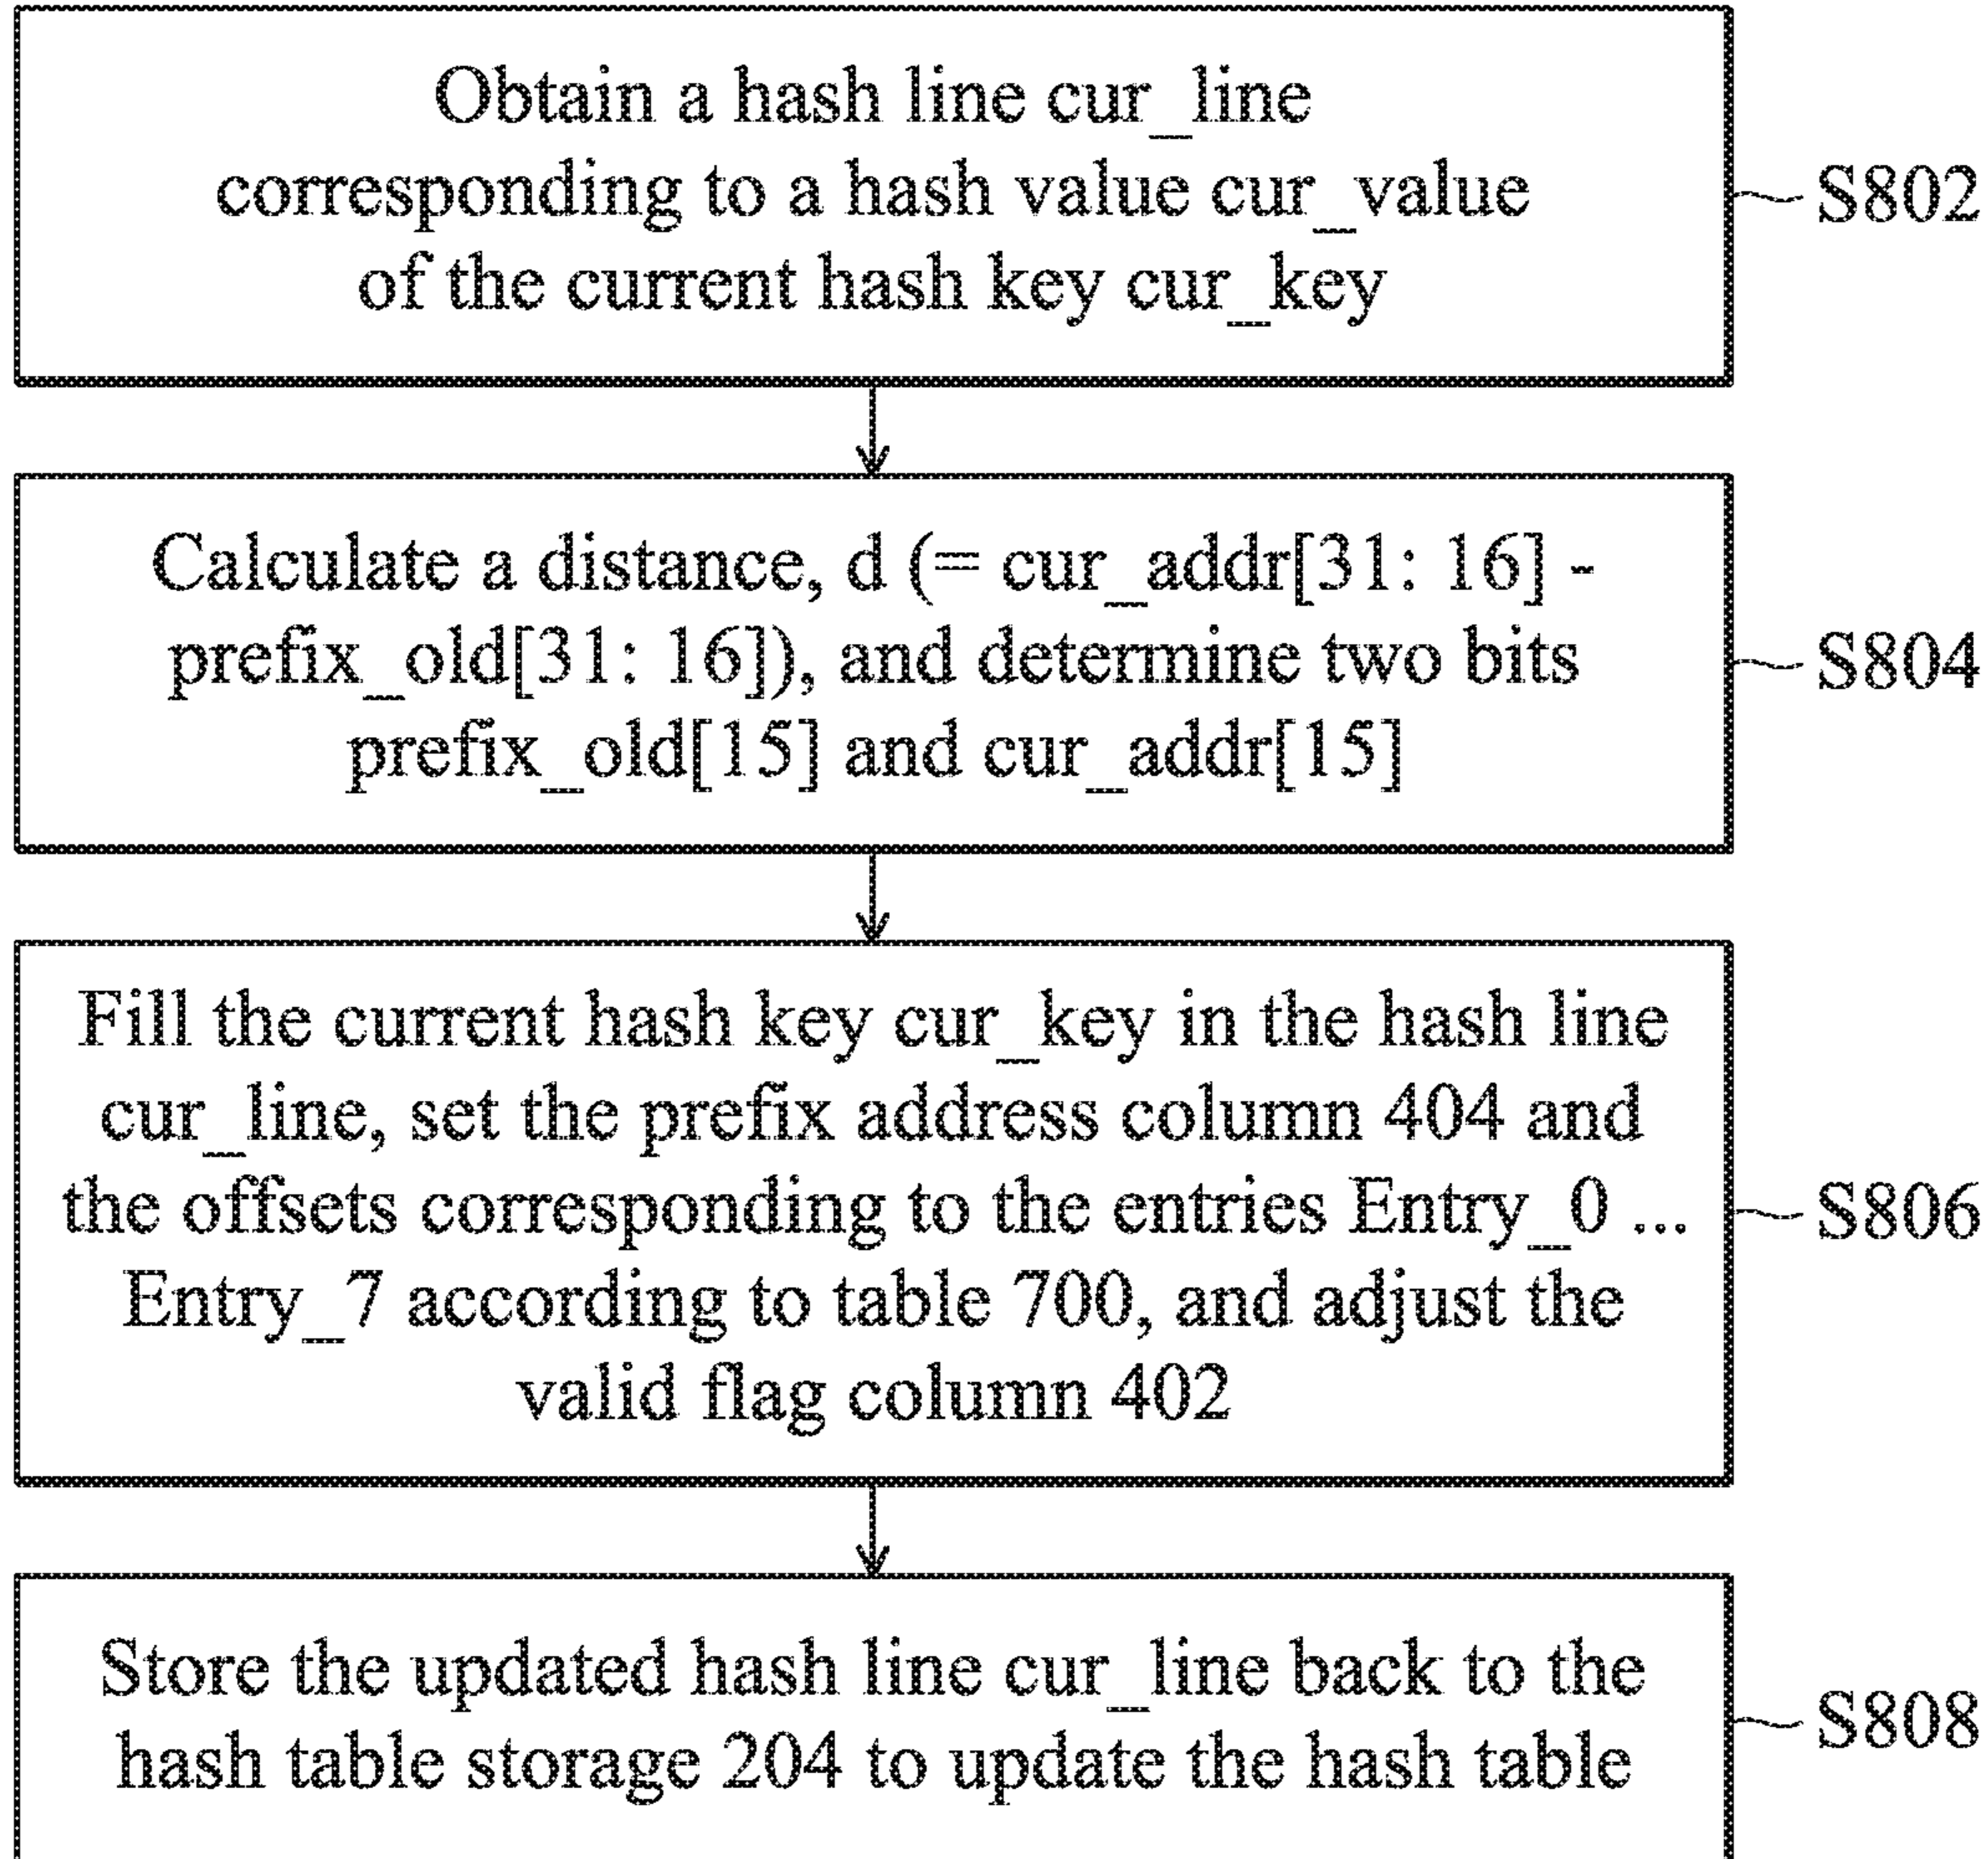 Obtain a hash line cur_line
corresponding to a hash value cur_value
of the current hash key cur_key
S802
Calculate a distance, d (= cur_addr[31: 16] -
prefix_old[31: 16]), and determine two bits
prefix_old[15] and cur_addr[15]
S804
Fill the current hash key cur_key in the hash line
cur_line, set the prefix address column 404 and
the offsets corresponding to the entries Entry_0 ...
Entry_7 according to table 700, and adjust the
valid flag column 402
S806
Store the updated hash line cur_line back to the
hash table storage 204 to update the hash table
S808